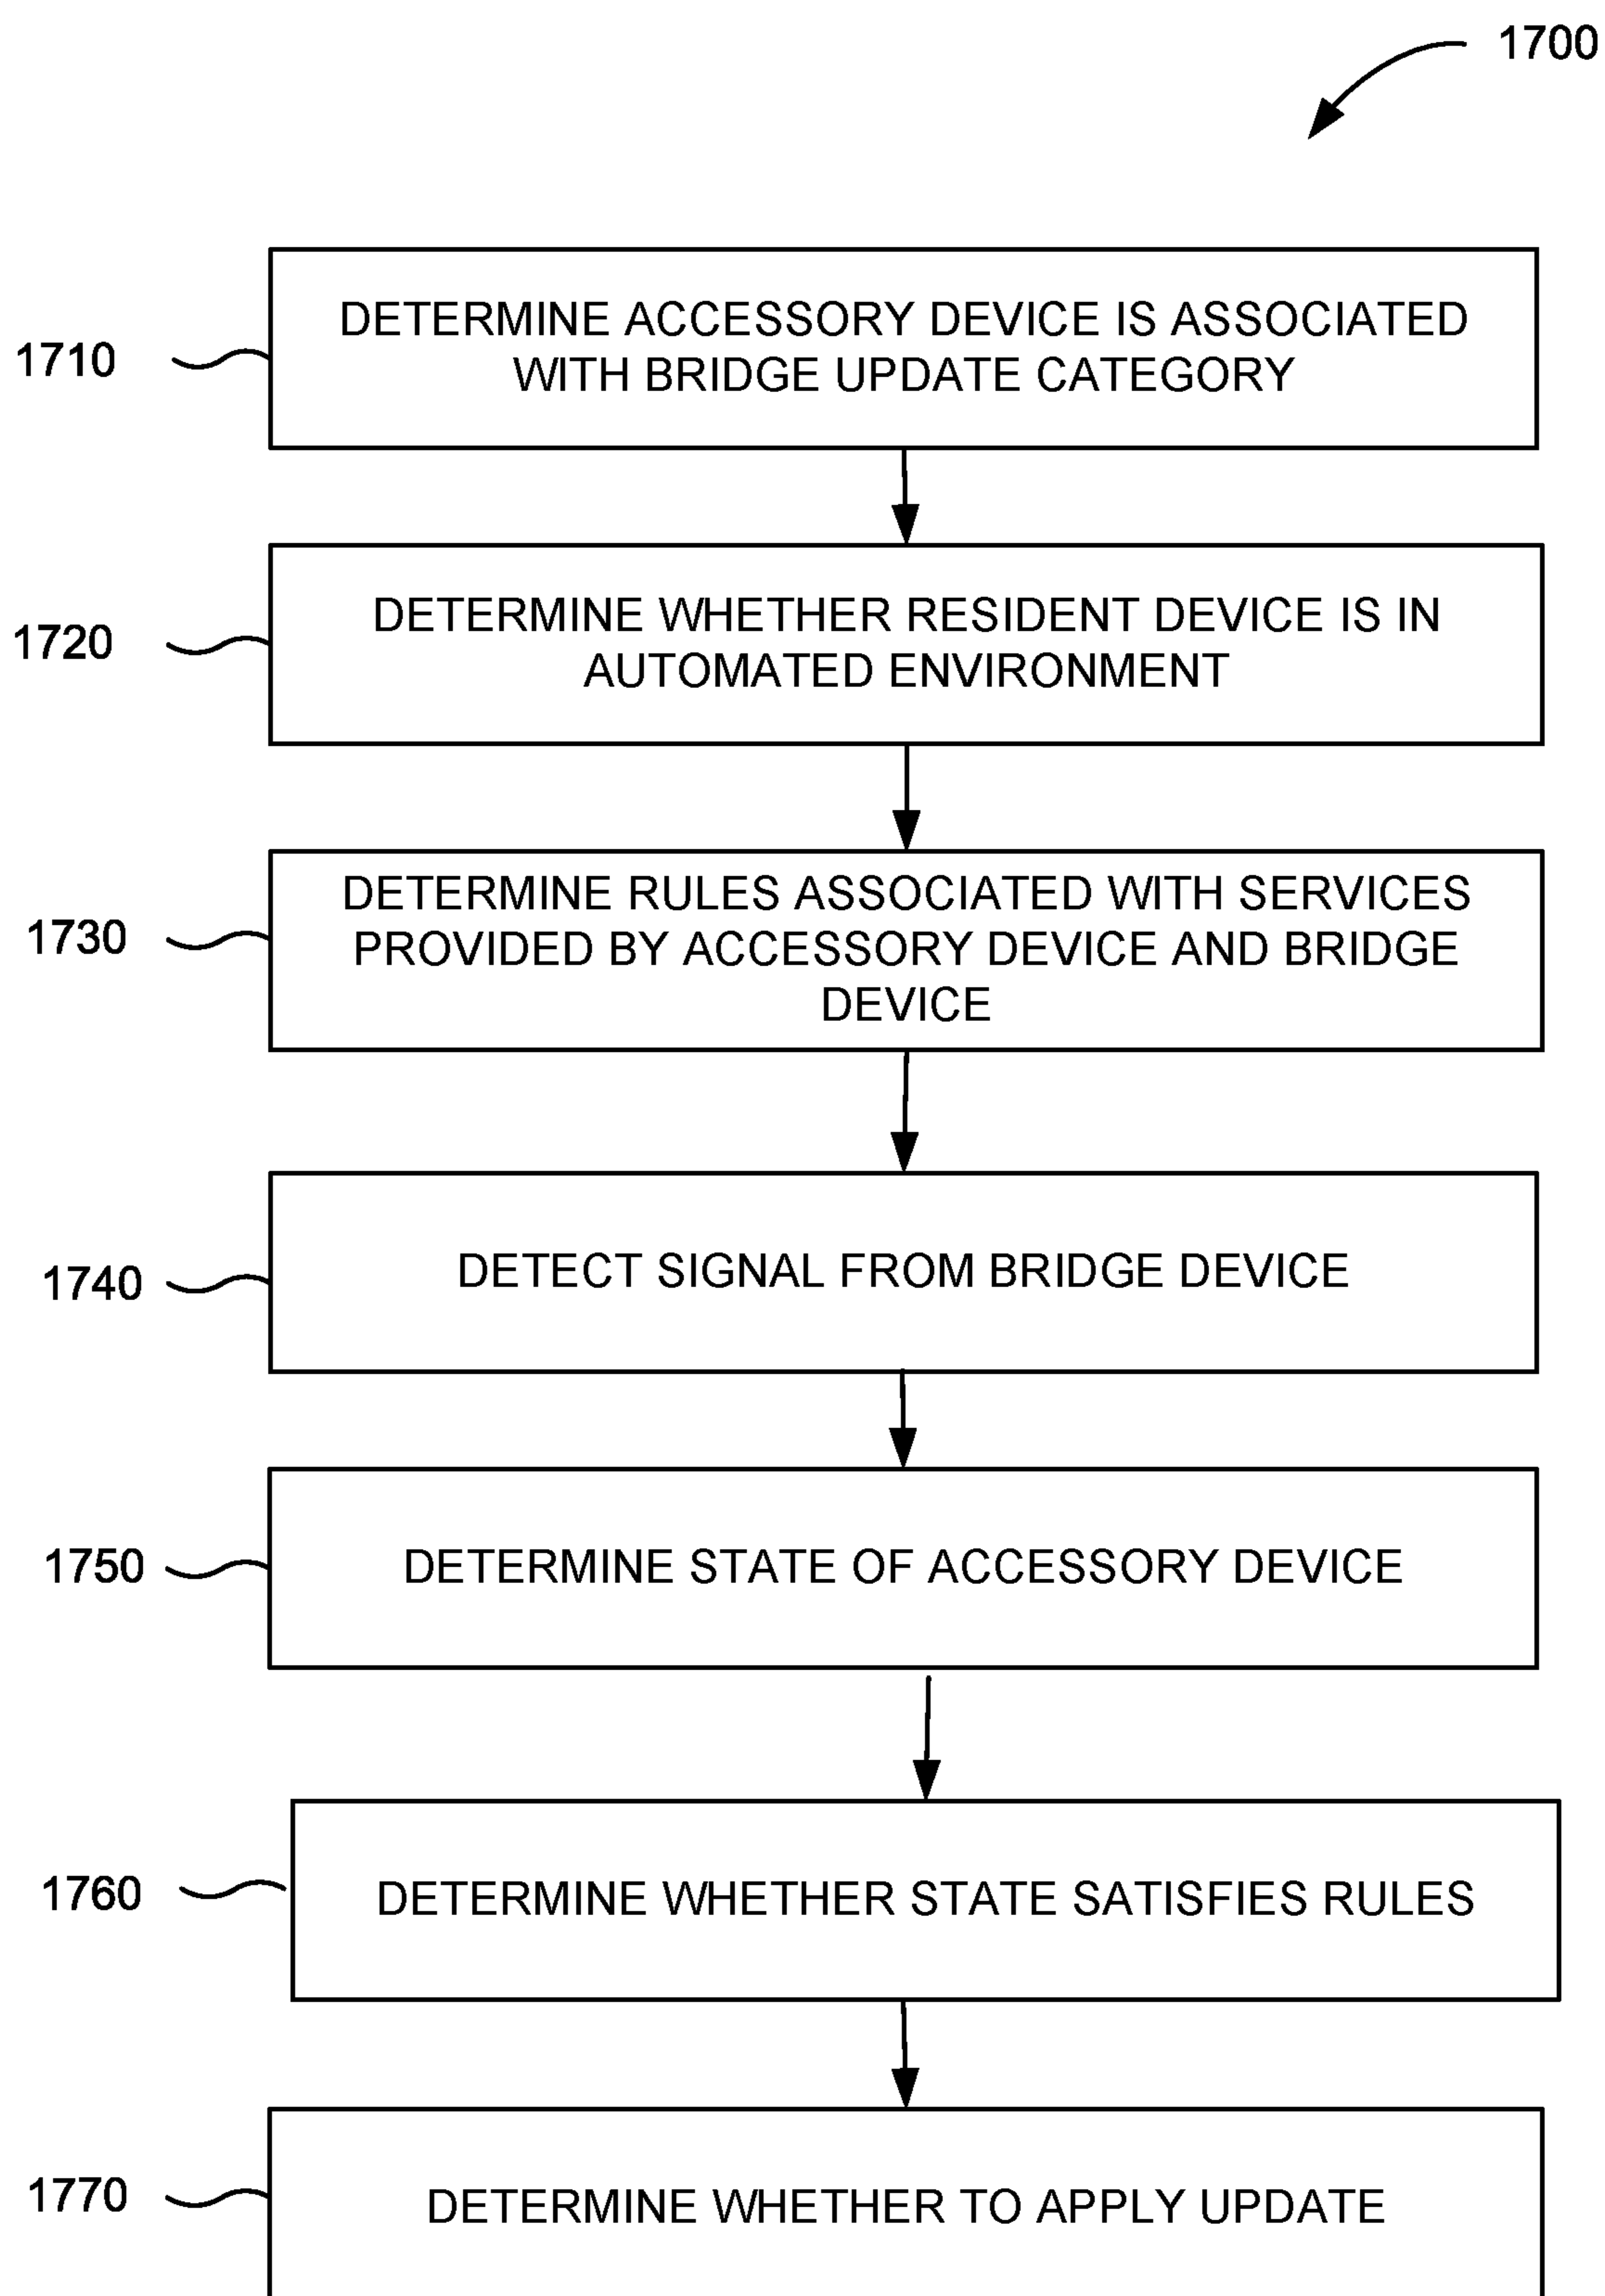 1700
1710
DETERMINE ACCESSORY DEVICE IS ASSOCIATED
WITH BRIDGE UPDATE CATEGORY
1720
DETERMINE WHETHER RESIDENT DEVICE IS IN
AUTOMATED ENVIRONMENT
1730
DETERMINE RULES ASSOCIATED WITH SERVICES
PROVIDED BY ACCESSORY DEVICE AND BRIDGE
DEVICE
1740
DETECT SIGNAL FROM BRIDGE DEVICE
1750
DETERMINE STATE OF ACCESSORY DEVICE
1760
DETERMINE WHETHER STATE SATISFIES RULES
1770
DETERMINE WHETHER TO APPLY UPDATE